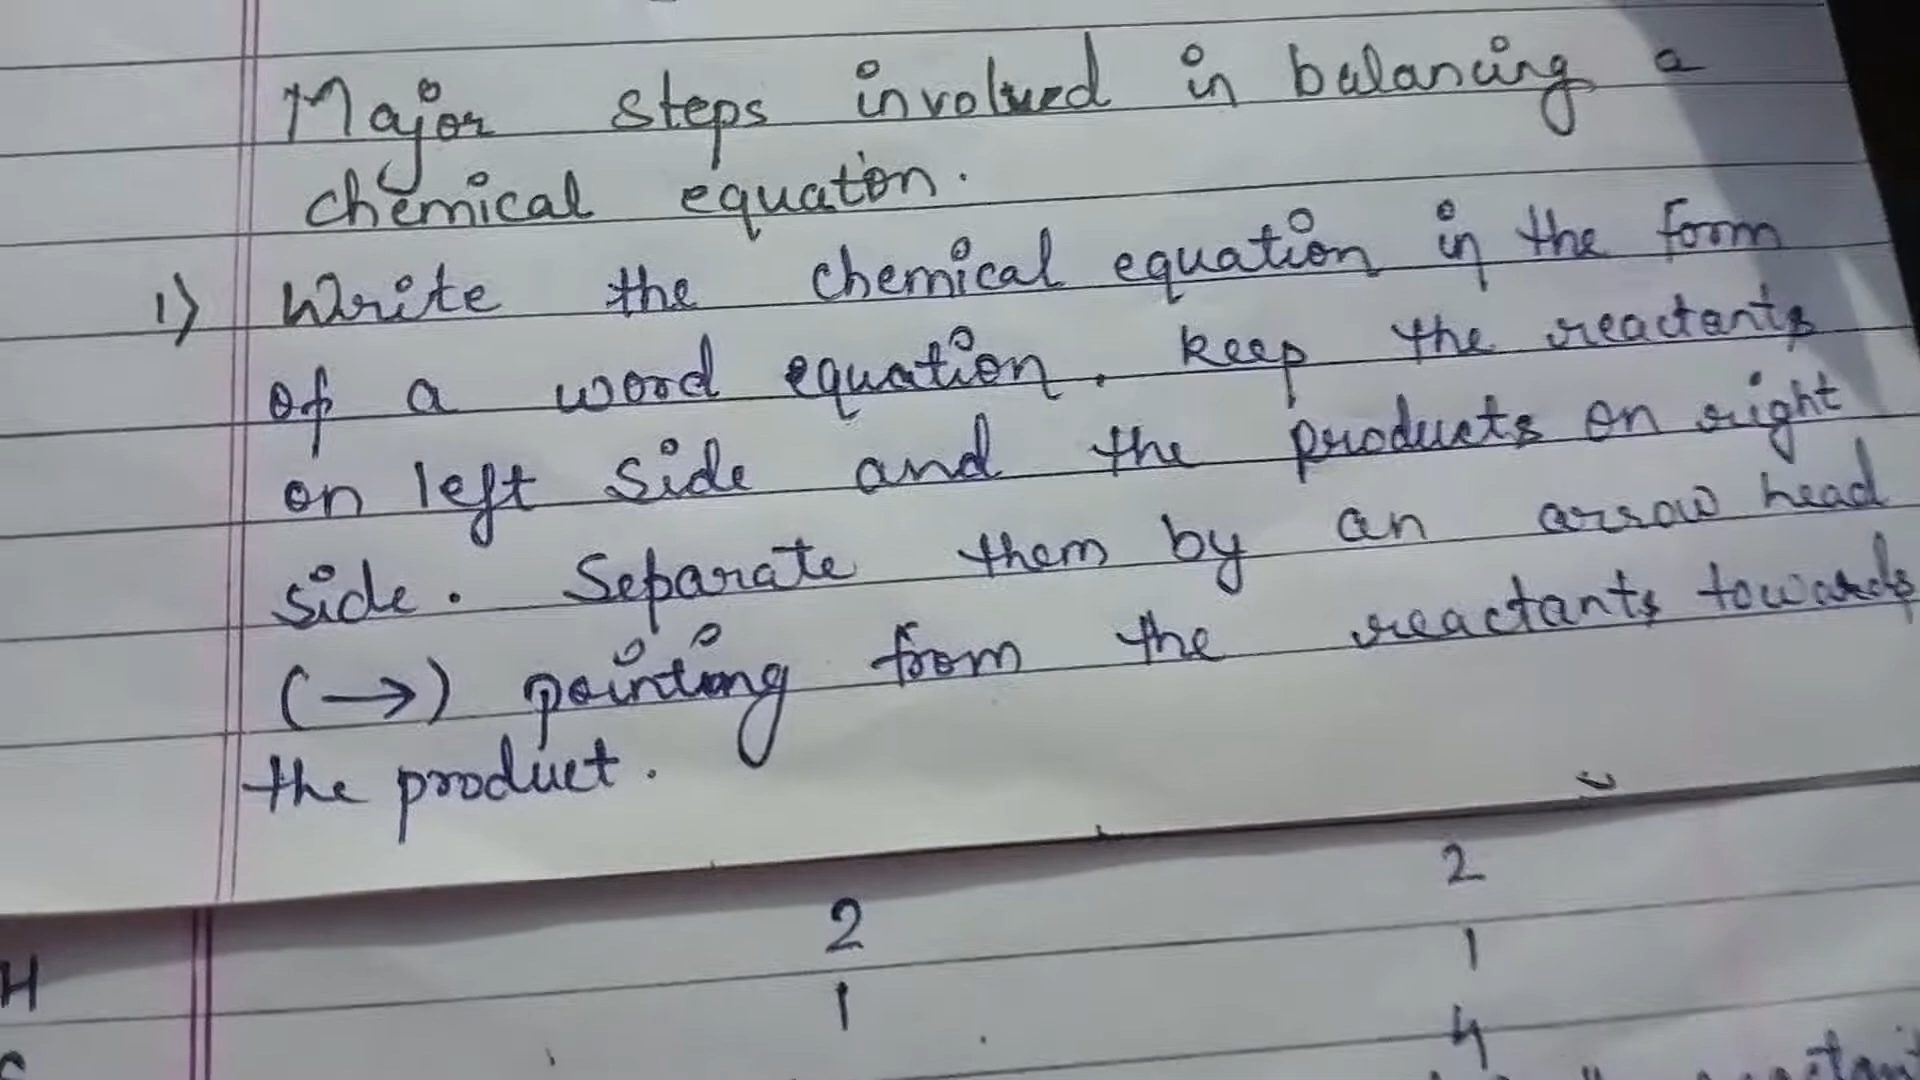 Major steps involved in balancing a
chemical equaton.
1) Write the chemical equation in the form
of a word equation. keep the reactants
on left side and the products on right
side. Separate them by an arrow head
(→) pointing from the reactants towards
the product.
2 2
H 1 1
4